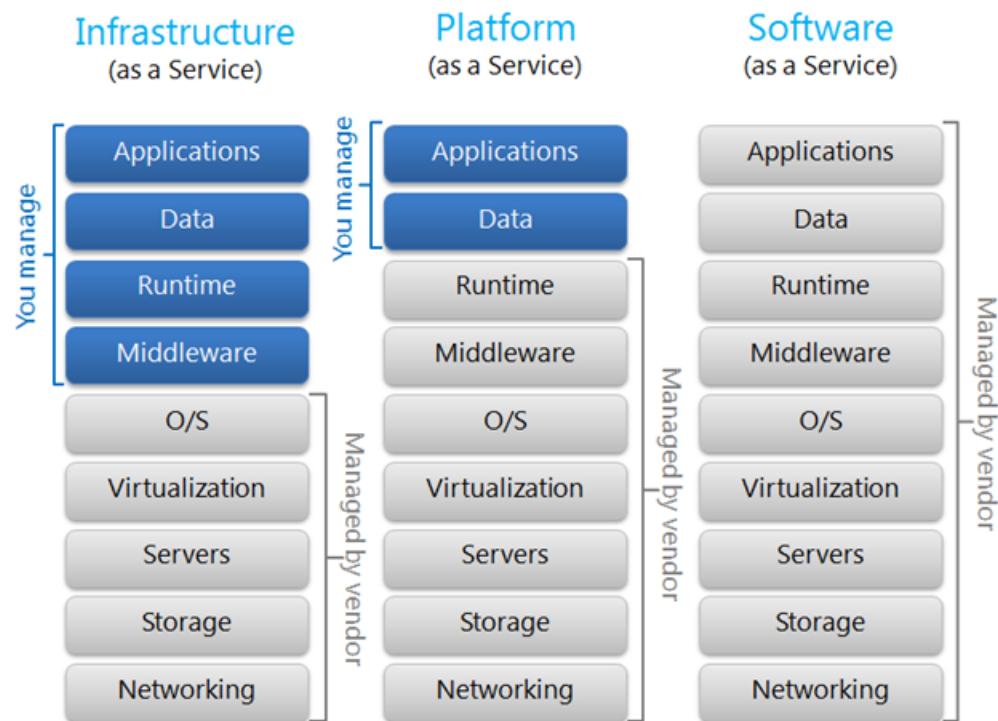 Infrastructure
(as a Service)
You manage
Applications
Data
Runtime
Middleware
O/S
Virtualization
Servers
Storage
Networking
Managed by vendor
Platform
(as a Service)
You manage
Applications
Data
Runtime
Middleware
O/S
Virtualization
Servers
Storage
Networking
Managed by vendor
Software
(as a Service)
Applications
Data
Runtime
Middleware
O/S
Virtualization
Servers
Storage
Networking
Managed by vendor